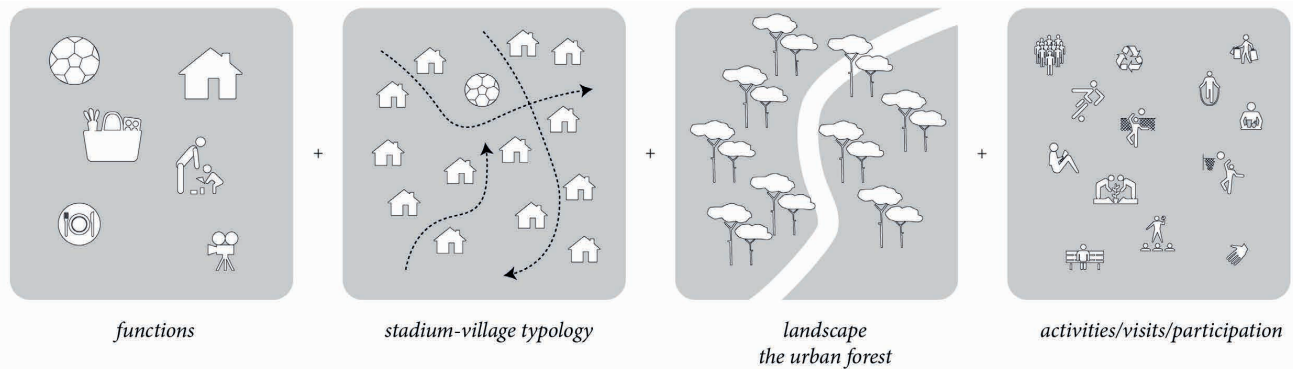 functions
stadium-village typology
landscape
the urban forest
activities/visits/participation